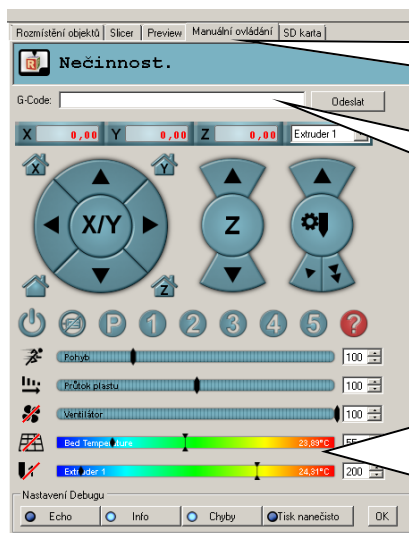 Rozmístění objektů Slicer Preview Manuální ovládání SD karta
R Nečinnost.
G-Code: Odeslat
X 0,00 Y 0,00 Z 0,00 Extruder 1
X Y
X/Y Z
Z
P 1 2 3 4 5 ?
Pohyb 100
Průtok plastu 100
Ventilátor 100
Bed Temperature 23,89°C
Extruder 1 24,31°C 200
Nastavení Debugu
Echo Info Chyby Tisk nanečisto OK